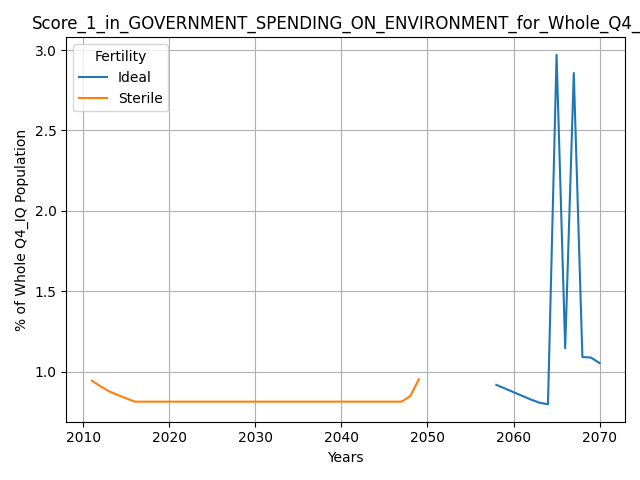 Score_1_in_GOVERNMENT_SPENDING_ON_ENVIRONMENT_for_Whole_Q4_
Fertility
Ideal
Sterile
% of Whole Q4_IQ Population
3.0
2.5
2.0
1.5
1.0
2010 2020 2030 2040 2050 2060 2070
Years